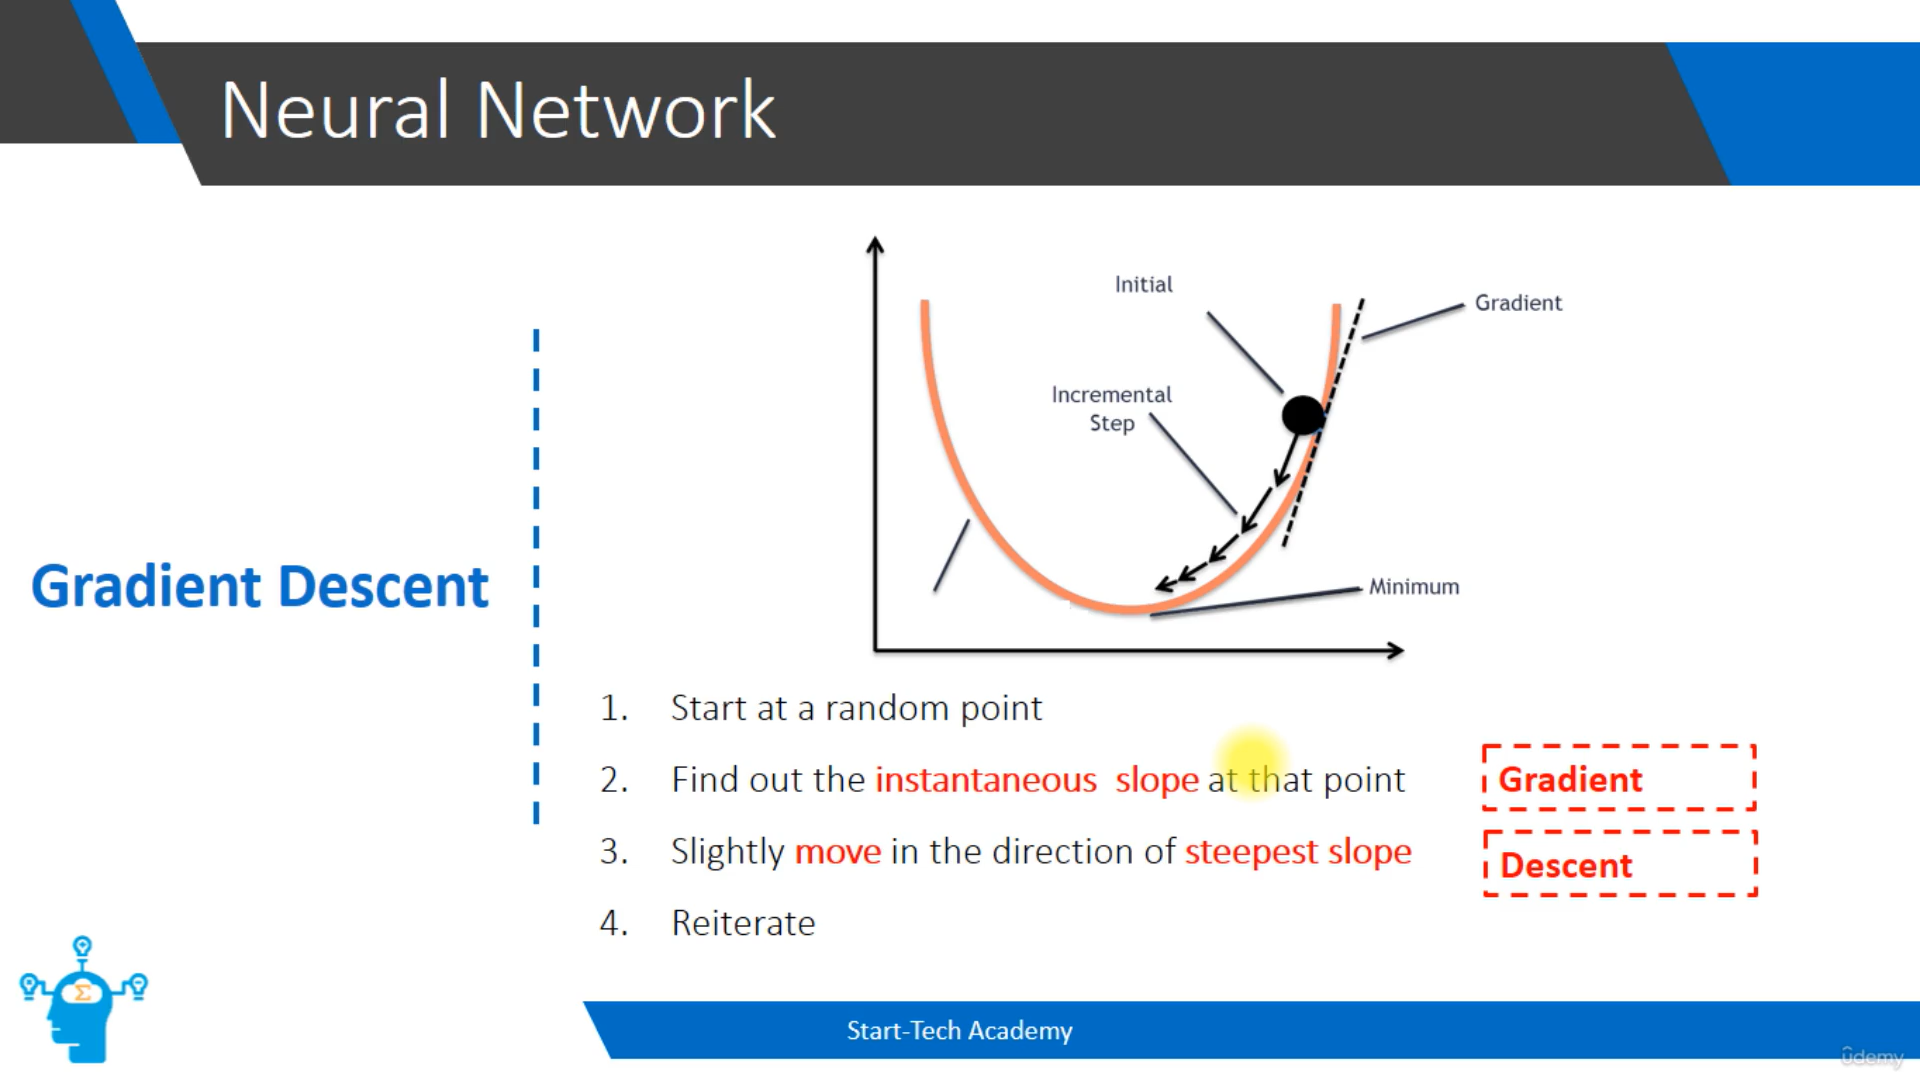 Neural Network
Gradient Descent
Initial
Gradient
Incremental
Step
Minimum
1. Start at a random point
2. Find out the instantaneous slope at that point
Gradient
3. Slightly move in the direction of steepest slope
Descent
4. Reiterate
Σ
Start-Tech Academy
ûdemy